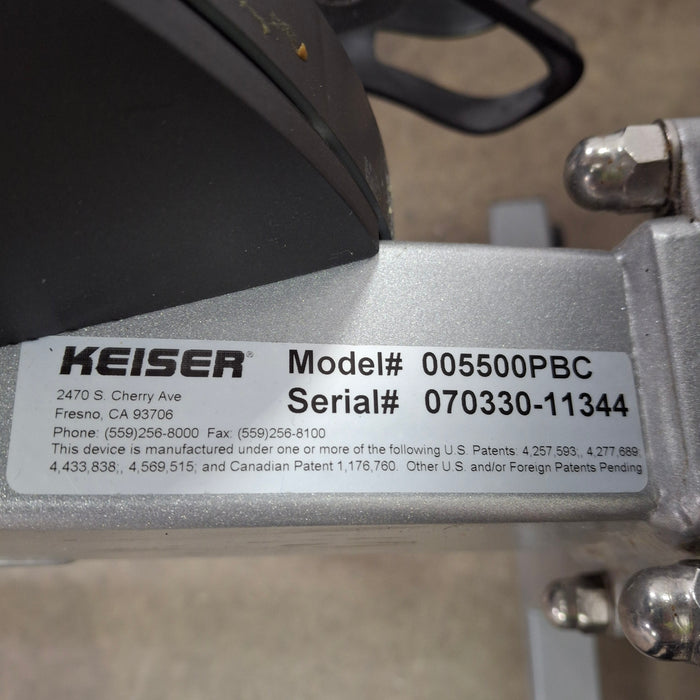 KEISER® Model# 005500PBC
Serial# 070330-11344
2470 S. Cherry Ave
Fresno, CA 93706
Phone: (559)256-8000 Fax: (559)256-8100
This device is manufactured under one or more of the following U.S. Patents: 4,257,593;, 4,277,689,
4,433,838;, 4,569,515; and Canadian Patent 1,176,760. Other U.S. and/or Foreign Patents Pending